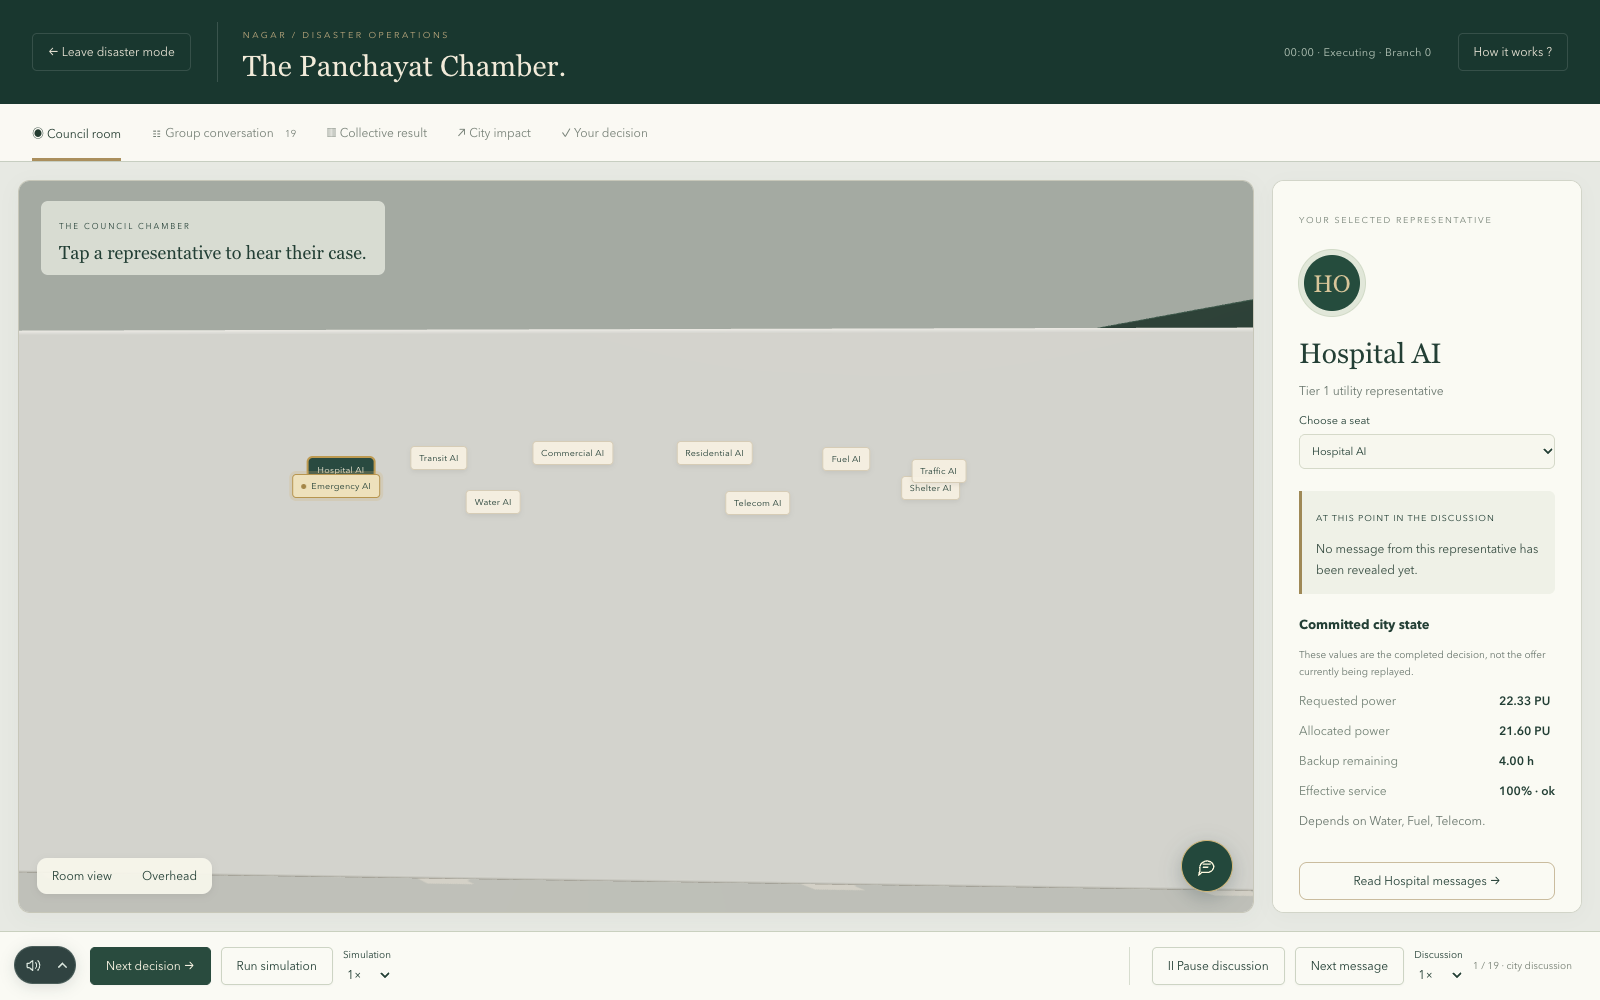 ← Leave disaster mode
NAGAR / DISASTER OPERATIONS
The Panchayat Chamber.
00:00 · Executing · Branch 0
How it works ?
Council room
Group conversation 19
Collective result
↗ City impact
✓ Your decision
THE COUNCIL CHAMBER
Tap a representative to hear their case.
Hospital AI
Emergency AI
Transit AI
Water AI
Commercial AI
Residential AI
Telecom AI
Fuel AI
Traffic AI
Shelter AI
Room view
Overhead
YOUR SELECTED REPRESENTATIVE
HO
Hospital AI
Tier 1 utility representative
Choose a seat
Hospital AI
AT THIS POINT IN THE DISCUSSION
No message from this representative has
been revealed yet.
Committed city state
These values are the completed decision, not the offer
currently being replayed.
Requested power 22.33 PU
Allocated power 21.60 PU
Backup remaining 4.00 h
Effective service 100% · ok
Depends on Water, Fuel, Telecom.
Read Hospital messages →
Next decision →
Run simulation
Simulation
1×
II Pause discussion
Next message
Discussion
1×
1 / 19 · city discussion